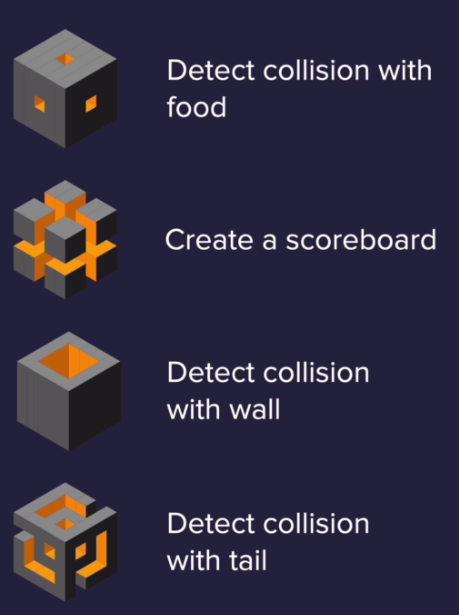 Detect collision with
food
Create a scoreboard
Detect collision
with wall
Detect collision
with tail